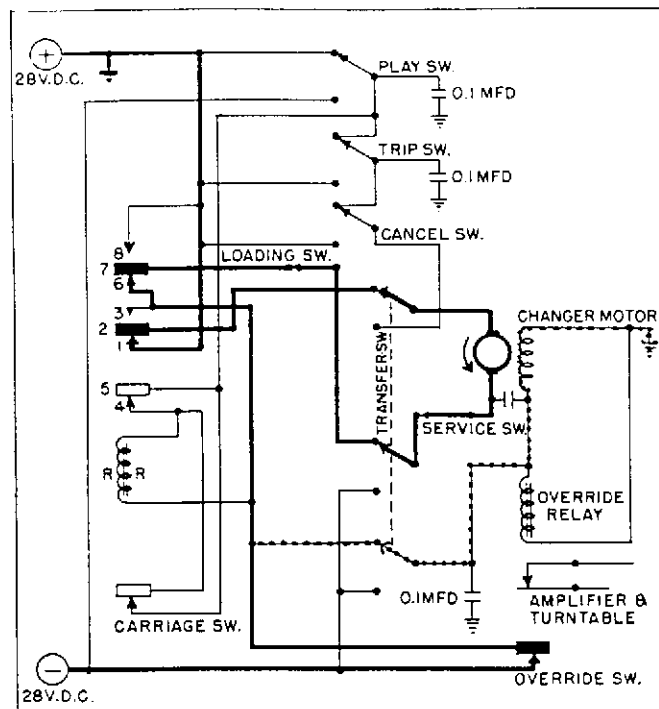 +
28V.D.C.
PLAY SW.
0.1 MFD
TRIP SW.
0.1 MFD
CANCEL SW.
8
LOADING SW.
7
6
3
2
1
CHANGER MOTOR
TRANSFER SW.
5
4
SERVICE SW.
R R
OVERRIDE
RELAY
0.1MFD
AMPLIFIER &
TURNTABLE
CARRIAGE SW.
−
28V.D.C.
OVERRIDE SW.